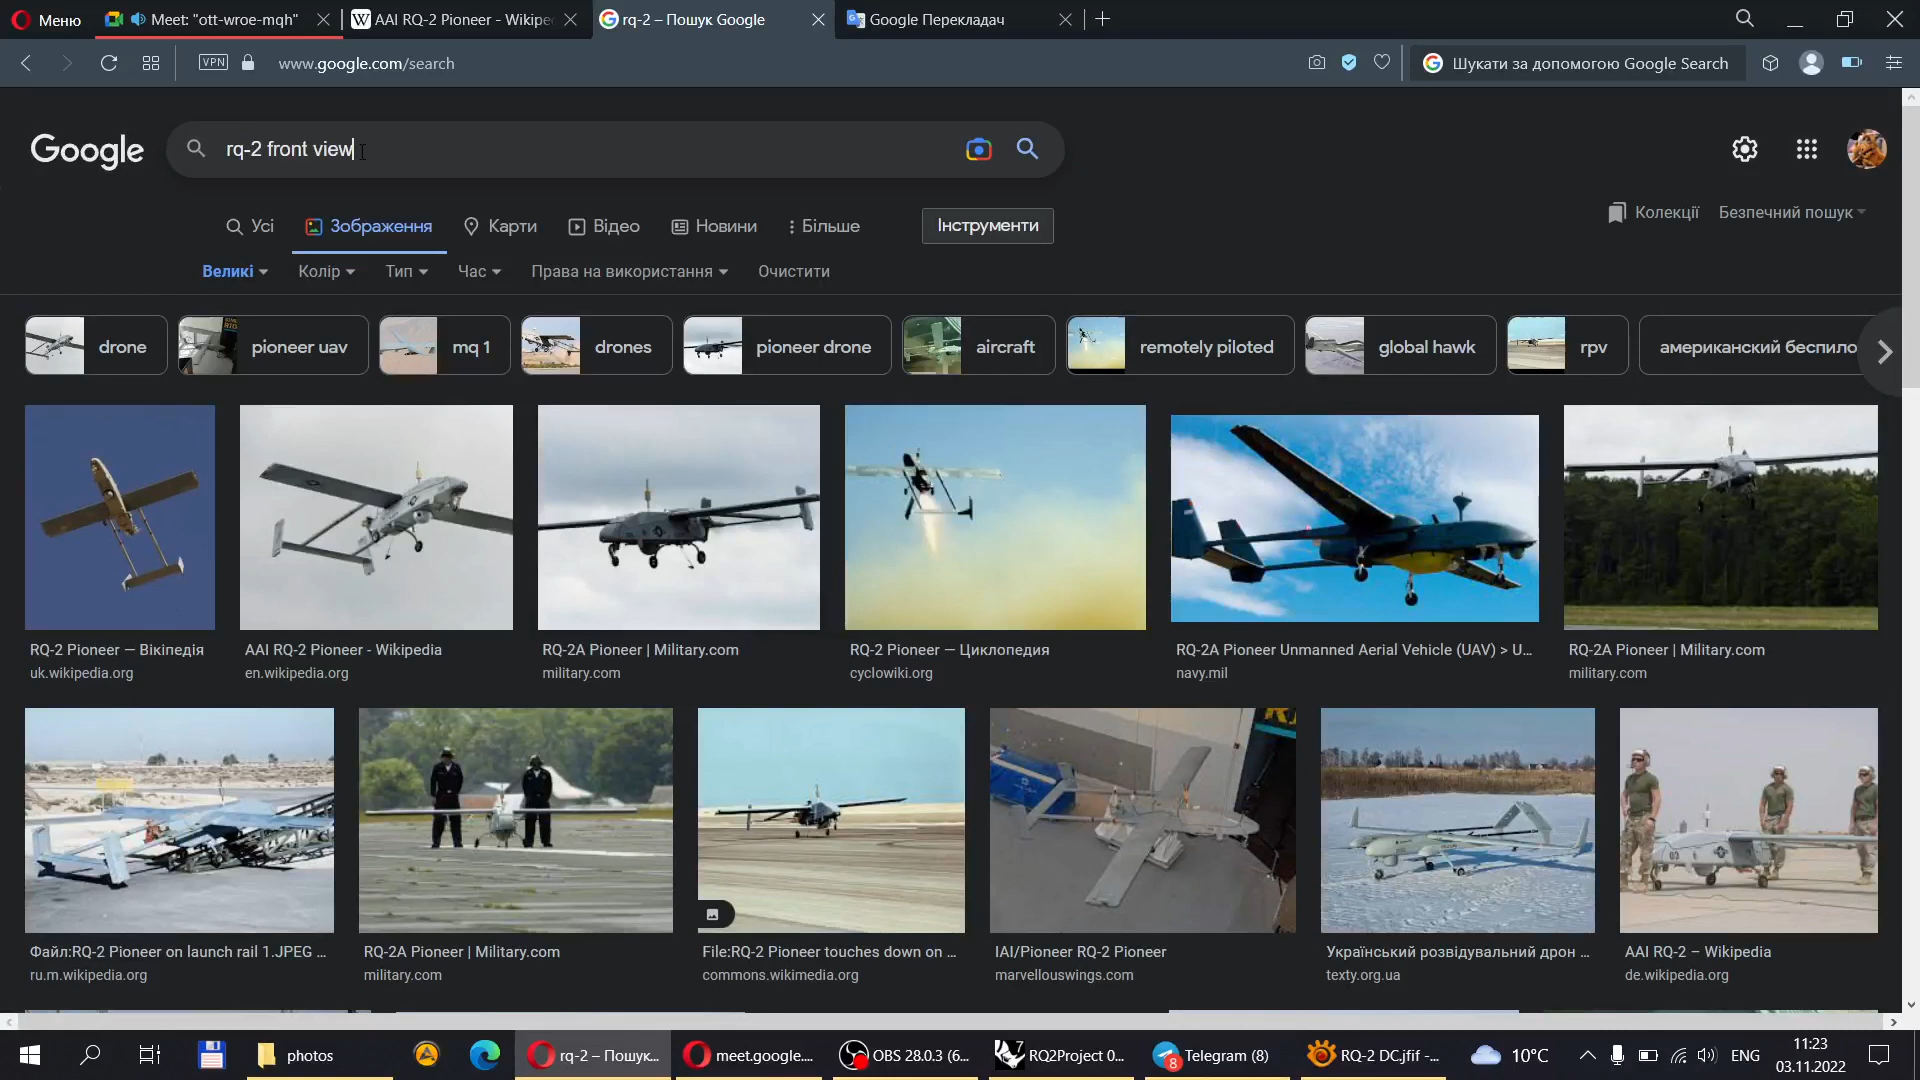 Меню
Meet: "ott-wroe-mqh"
AAI RQ-2 Pioneer - Wikipe
rq-2 – Пошук Google
Google Перекладач
VPN
www.google.com/search
Шукати за допомогою Google Search
Google
rq-2 front view
Усі
Зображення
Карти
Відео
Новини
Більше
Інструменти
Колекції
Безпечний пошук
Великі
Колір
Тип
Час
Права на використання
Очистити
drone
pioneer uav
mq 1
drones
pioneer drone
aircraft
remotely piloted
global hawk
rpv
американский беспило
RQ-2 Pioneer — Вікіпедія
uk.wikipedia.org
AAI RQ-2 Pioneer - Wikipedia
en.wikipedia.org
RQ-2A Pioneer | Military.com
military.com
RQ-2 Pioneer — Циклопедия
cyclowiki.org
RQ-2A Pioneer Unmanned Aerial Vehicle (UAV) > U...
navy.mil
RQ-2A Pioneer | Military.com
military.com
Файл:RQ-2 Pioneer on launch rail 1.JPEG ...
ru.m.wikipedia.org
RQ-2A Pioneer | Military.com
military.com
File:RQ-2 Pioneer touches down on ...
commons.wikimedia.org
IAI/Pioneer RQ-2 Pioneer
marvellouswings.com
Український розвідувальний дрон ...
texty.org.ua
AAI RQ-2 – Wikipedia
de.wikipedia.org
photos
rq-2 – Пошук...
meet.google....
OBS 28.0.3 (6...
RQ2Project 0...
8
Telegram (8)
RQ-2 DC.jfif -...
10°C
ENG
11:23
03.11.2022